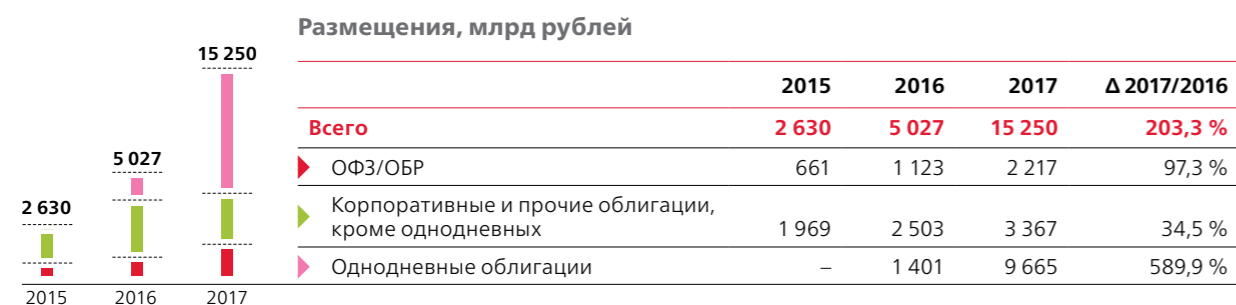 Размещения, млрд рублей
15 250
5 027
2 630
2015 2016 2017
2015 2016 2017 Δ 2017/2016
Всего 2 630 5 027 15 250 203,3 %
ОФЗ/ОБР 661 1 123 2 217 97,3 %
Корпоративные и прочие облигации,
кроме однодневных 1 969 2 503 3 367 34,5 %
Однодневные облигации – 1 401 9 665 589,9 %